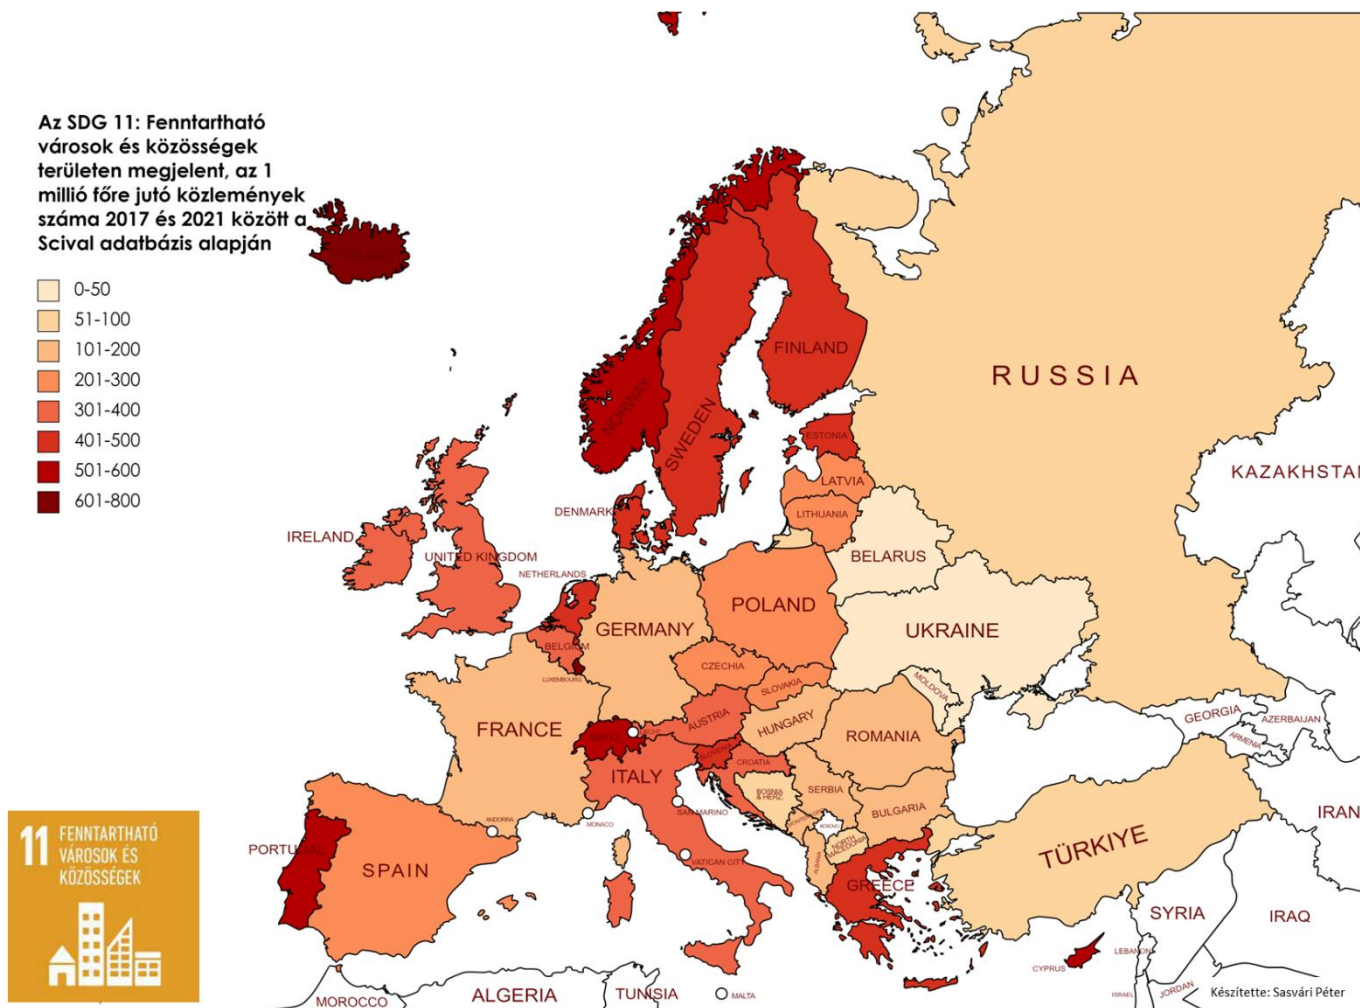 Az SDG 11: Fenntartható
városok és közösségek
területen megjelent, az 1
millió főre jutó közlemények
száma 2017 és 2021 között a
Scival adatbázis alapján
0-50
51-100
101-200
201-300
301-400
401-500
501-600
601-800
RUSSIA
FINLAND
NORWAY
SWEDEN
ESTONIA
KAZAKHSTAN
LATVIA
LITHUANIA
DENMARK
IRELAND
UNITED KINGDOM
BELARUS
NETHERLANDS
POLAND
GERMANY
UKRAINE
BELGIUM
CZECHIA
LUXEMBOURG
SLOVAKIA
MOLDOVA
FRANCE
AUSTRIA
HUNGARY
GEORGIA
AZERBAIJAN
ARMENIA
ROMANIA
SLOVENIA
CROATIA
ITALY
BOSNIA
& HERZ.
SERBIA
BULGARIA
SAN MARINO
MONACO
ANDORRA
KOSOVO
NORTH
MACEDONIA
ALBANIA
VATICAN CITY
IRAN
TÜRKIYE
PORTUGAL
SPAIN
GREECE
SYRIA
IRAQ
LEBANON
CYPRUS
ISRAEL
JORDAN
MOROCCO
ALGERIA
TUNISIA
MALTA
11 FENNTARTHATÓ
VÁROSOK ÉS
KÖZÖSSÉGEK
Készítette: Sasvári Péter